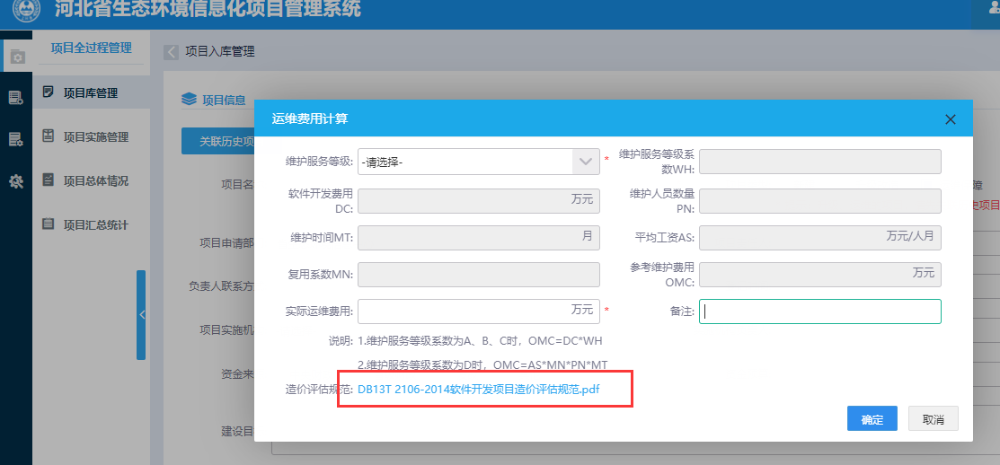 河北省生态环境信息化项目管理系统
项目全过程管理
项目库管理
项目实施管理
项目总体情况
项目汇总统计
项目入库管理
项目信息
关联历史项
项目名
项目申请部
负责人联系方
项目实施机
资金来
建设目
障
史项目
运维费用计算
维护服务等级: -请选择- *
维护服务等级系
数WH:
软件开发费用
DC: 万元
维护人员数量
PN:
维护时间MT: 月
平均工资AS: 万元/人月
复用系数MN:
参考维护费用
OMC: 万元
实际运维费用: 万元 *
备注:
说明: 1.维护服务等级系数为A、B、C时，OMC=DC*WH
2.维护服务等级系数为D时，OMC=AS*MN*PN*MT
造价评估规范: DB13T 2106-2014软件开发项目造价评估规范.pdf
确定 取消